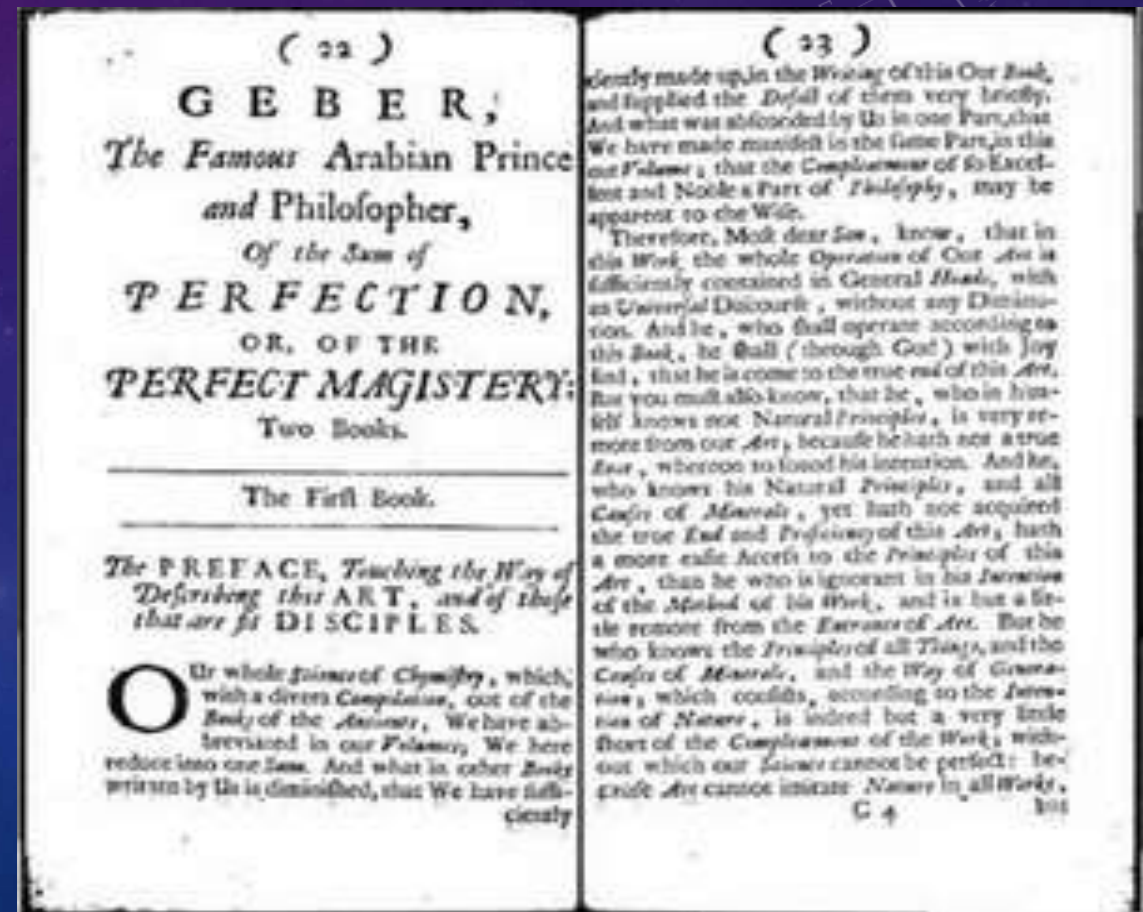 ( 22 )
GEBER,
The Famous Arabian Prince
and Philoſopher,
Of the Sum of
PERFECTION,
OR, OF THE
PERFECT MAGISTERY:
Two Books.
The Firſt Book.
The PREFACE, Touching the Way of
Deſcribing this ART, and of thoſe
that are fit DISCIPLES.
OUr whole Science of Chymiſtry, which,
with a divers Compilation, out of the
Books of the Ancients, We have ab-
breviated in our Volumes; We here
reduce into one Sum. And what in other Books
written by Us is diminiſhed, that We have ſuffi-
ciently
( 23 )
ciently made up, in the Writing of this Our Book,
and ſupplied the Defect of them very briefly.
And what was abſconded by Us in one Part, that
We have made manifeſt in the ſame Part, in this
our Volume; that the Compleatment of ſo Excel-
lent and Noble a Part of Philoſophy, may be
apparent to the Wiſe.
Therefore, Moſt dear Son, know, that in
this Work the whole Operation of Our Art is
ſufficiently contained in General Heads, with
an Univerſal Diſcourſe, without any Diminu-
tion. And he, who ſhall operate according to
this Book, he ſhall (through God) with Joy
find, that he is come to the true end of this Art.
But you muſt alſo know, that he, who in him-
ſelf knows not Natural Principles, is very re-
mote from our Art; becauſe he hath not a true
Root, whereon to found his intention. And he,
who knows his Natural Principles, and all
Cauſes of Minerals, yet hath not acquired
the true End and Proficiency of this Art, hath
a more eaſie Acceſs to the Principles of this
Art, than he who is ignorant in his Intention
of the Method of his Work, and is but a lit-
tle remote from the Entrance of Art. But he
who knows the Principles of all Things, and the
Cauſes of Minerals, and the Way of Genera-
tion, which conſiſts, according to the Inten-
tion of Nature, is indeed but a very little
ſhort of the Compleatment of the Work; with-
out which our Science cannot be perfect: be-
cauſe Art cannot imitate Nature in all Works,
G 4
but